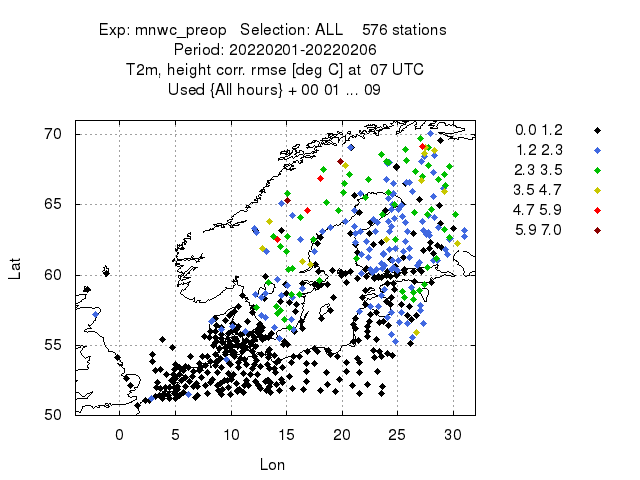 Exp: mnwc_preop   Selection: ALL    576 stations
Period: 20220201-20220206
T2m, height corr. rmse [deg C] at  07 UTC
Used {All hours} + 00 01 ... 09
70
65
60
55
50
0 5 10 15 20 25 30
Lat
Lon
0.0 1.2
1.2 2.3
2.3 3.5
3.5 4.7
4.7 5.9
5.9 7.0